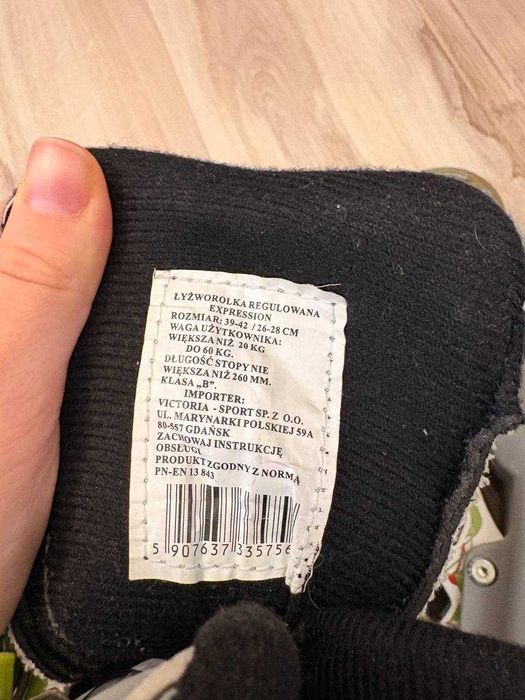 ŁYŻWOROLKA REGULOWANA
EXPRESSION
ROZMIAR: 39-42 / 26-28 CM
WAGA UŻYTKOWNIKA:
WIĘKSZA NIŻ 20 KG
DO 60 KG.
DŁUGOŚĆ STOPY NIE
WIĘKSZA NIŻ 260 MM.
KLASA „B”.
IMPORTER:
VICTORIA - SPORT SP. Z O.O.
UL. MARYNARKI POLSKIEJ 59A
80-557 GDAŃSK
ZACHOWAJ INSTRUKCJĘ
OBSŁUGI
PRODUKT ZGODNY Z NORMĄ
PN-EN 13 843
5 907637 335756